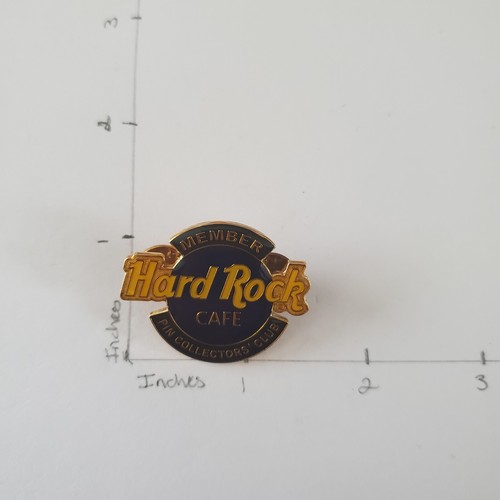 3
2
1
MEMBER
Hard Rock
CAFE
PIN COLLECTORS' CLUB
Inches
Inches 1 2 3